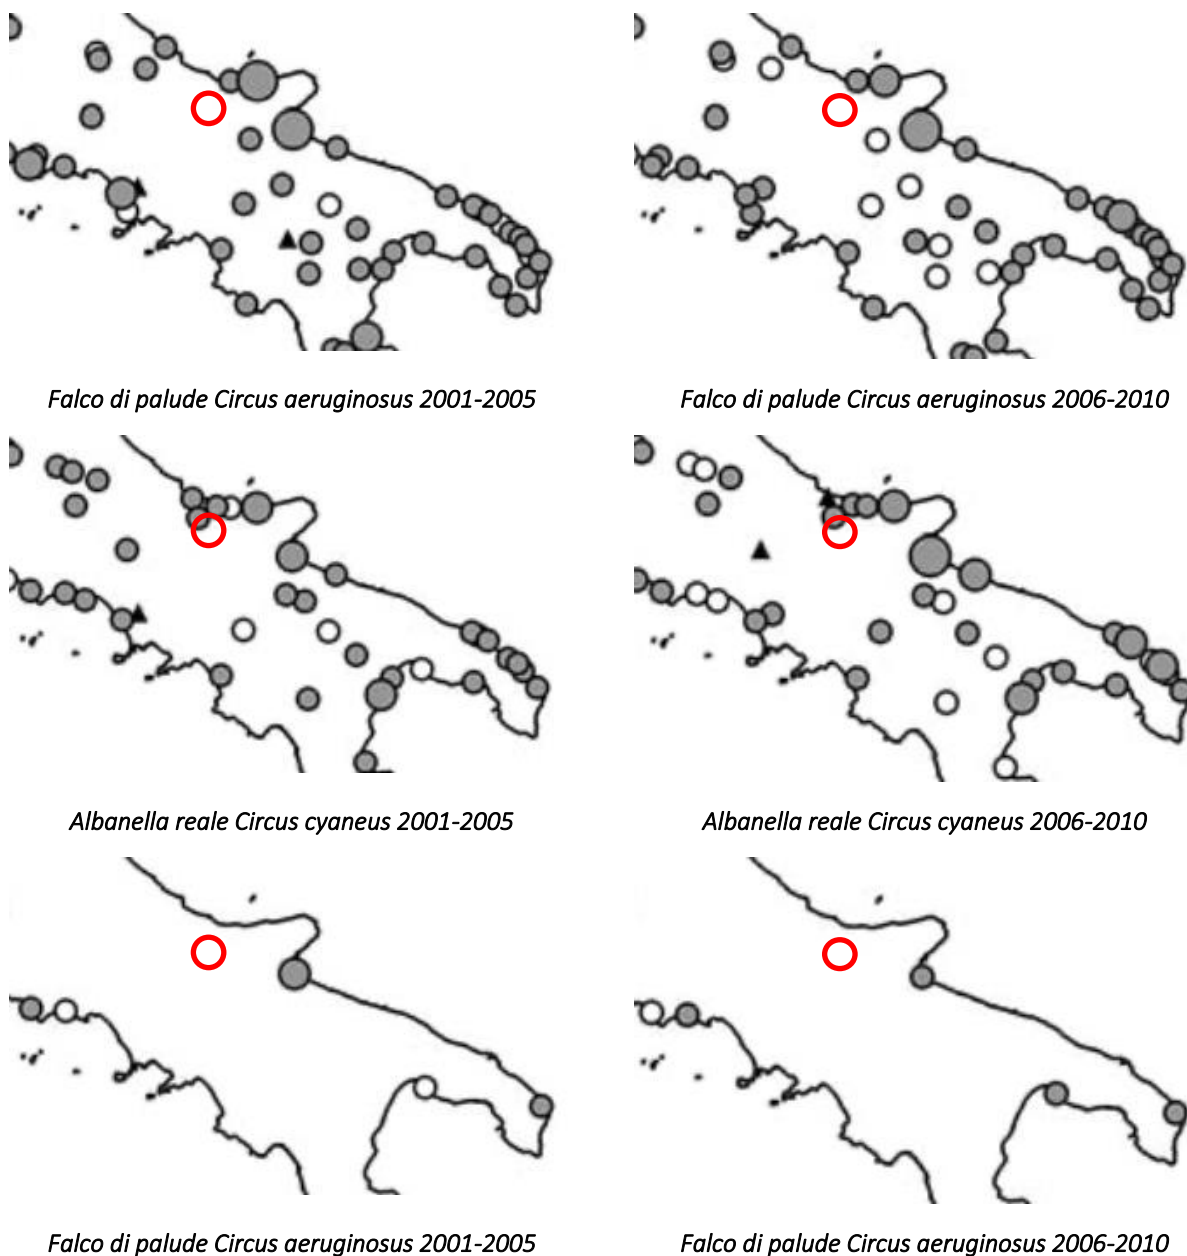 Falco di palude Circus aeruginosus 2001-2005
Falco di palude Circus aeruginosus 2006-2010
Albanella reale Circus cyaneus 2001-2005
Albanella reale Circus cyaneus 2006-2010
Falco di palude Circus aeruginosus 2001-2005
Falco di palude Circus aeruginosus 2006-2010